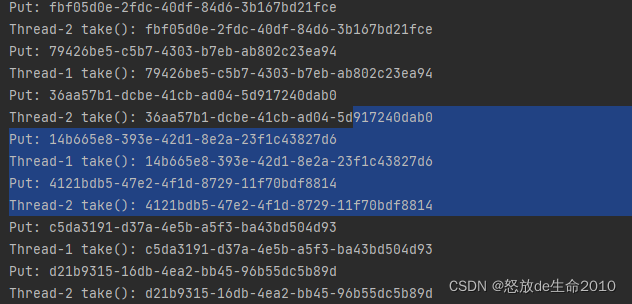 Put: fbf05d0e-2fdc-40df-84d6-3b167bd21fce
Thread-2 take(): fbf05d0e-2fdc-40df-84d6-3b167bd21fce
Put: 79426be5-c5b7-4303-b7eb-ab802c23ea94
Thread-1 take(): 79426be5-c5b7-4303-b7eb-ab802c23ea94
Put: 36aa57b1-dcbe-41cb-ad04-5d917240dab0
Thread-2 take(): 36aa57b1-dcbe-41cb-ad04-5d917240dab0
Put: 14b665e8-393e-42d1-8e2a-23f1c43827d6
Thread-1 take(): 14b665e8-393e-42d1-8e2a-23f1c43827d6
Put: 4121bdb5-47e2-4f1d-8729-11f70bdf8814
Thread-2 take(): 4121bdb5-47e2-4f1d-8729-11f70bdf8814
Put: c5da3191-d37a-4e5b-a5f3-ba43bd504d93
Thread-1 take(): c5da3191-d37a-4e5b-a5f3-ba43bd504d93
Put: d21b9315-16db-4ea2-bb45-96b55dc5b89d
Thread-2 take(): d21b9315-16db-4ea2-bb45-96b55dc5b89d
CSDN @怒放de生命2010